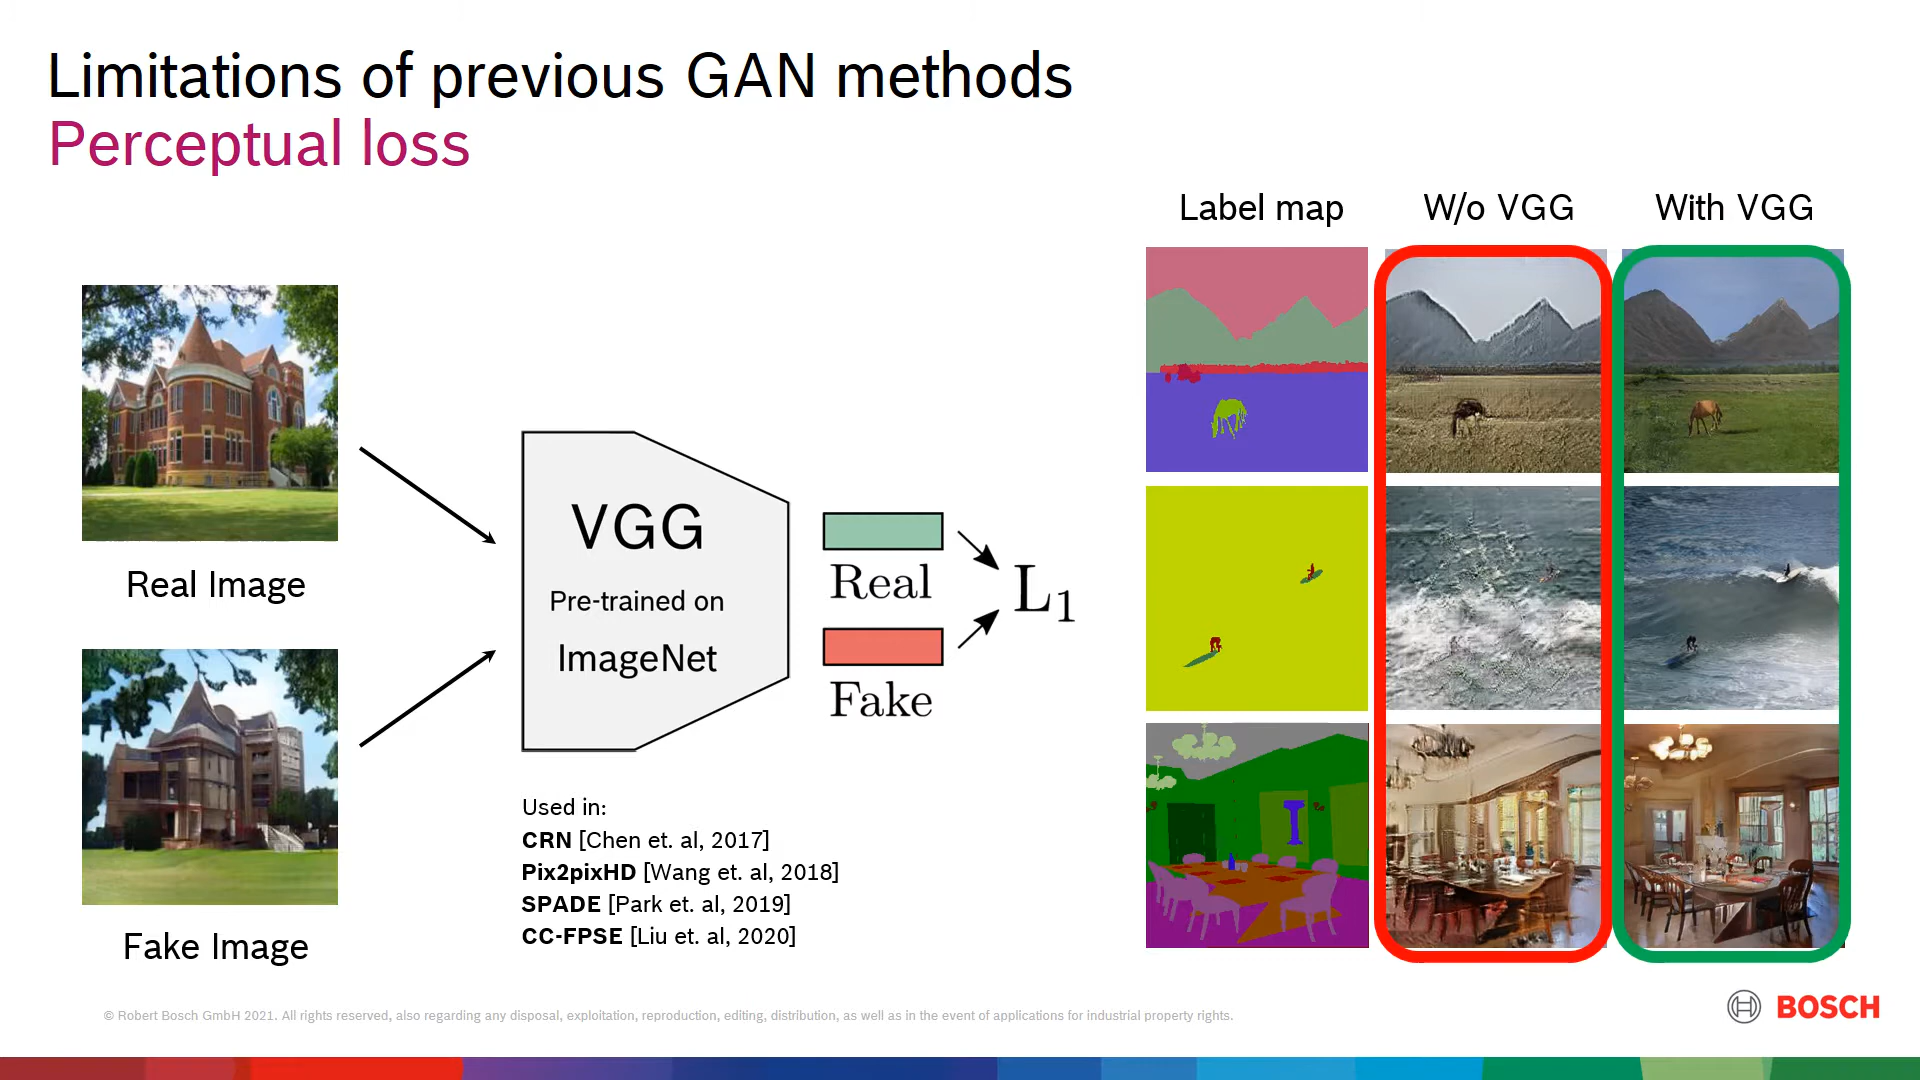 Limitations of previous GAN methods
Perceptual loss
Label map
W/o VGG
With VGG
Real Image
Fake Image
VGG
Pre-trained on
ImageNet
Real
Fake
L1
Used in:
CRN [Chen et. al, 2017]
Pix2pixHD [Wang et. al, 2018]
SPADE [Park et. al, 2019]
CC-FPSE [Liu et. al, 2020]
© Robert Bosch GmbH 2021. All rights reserved, also regarding any disposal, exploitation, reproduction, editing, distribution, as well as in the event of applications for industrial property rights.
BOSCH